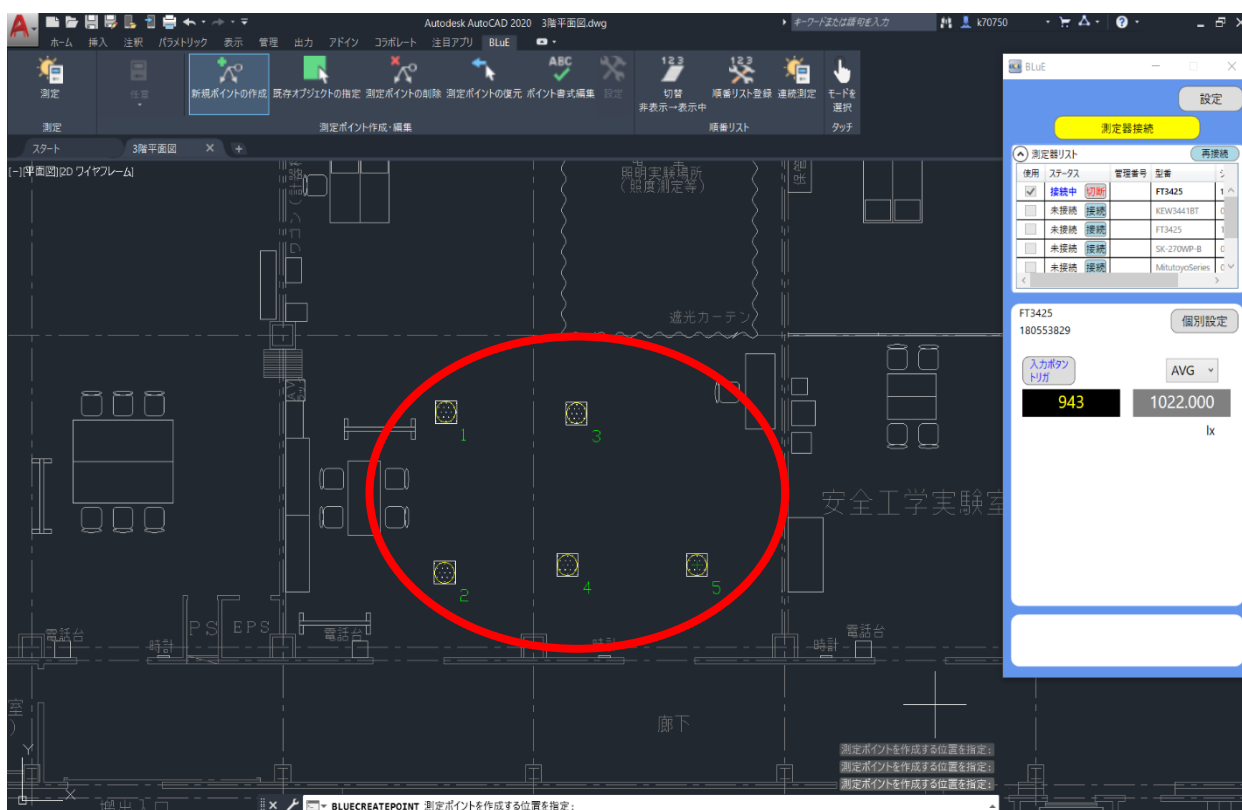 Autodesk AutoCAD 2020 3階平面図.dwg
キーワードまたは語句を入力
k70750
ホーム 挿入 注釈 パラメトリック 表示 管理 出力 アドイン コラボレート 注目アプリ BLuE
測定
任意
新規ポイントの作成
既存オブジェクトの指定
測定ポイントの削除
測定ポイントの復元
ABC
ポイント書式編集
設定
123
切替
非表示→表示中
123
順番リスト登録
連続測定
モードを
選択
測定
測定ポイント作成・編集
順番リスト
タッチ
スタート
3階平面図
[-][平面図][2D ワイヤフレーム]
照明実験場所
(照度測定等)
遮光カーテン
1
3
安全工学実験室
2
4
5
PS
EPS
電話台
時計
電話台
時計
時計
電話台
廊下
搬出入口
Y
X
測定ポイントを作成する位置を指定:
測定ポイントを作成する位置を指定:
測定ポイントを作成する位置を指定:
BLUECREATEPOINT 測定ポイントを作成する位置を指定:
BLuE
設定
測定器接続
測定器リスト
再接続
使用 ステータス 管理番号 型番
接続中 切断 FT3425
未接続 接続 KEW3441BT
未接続 接続 FT3425
未接続 接続 SK-270WP-B
未接続 接続 MitutoyoSeries
FT3425
180553829
個別設定
入力ボタン
トリガ
AVG
943
1022.000
lx